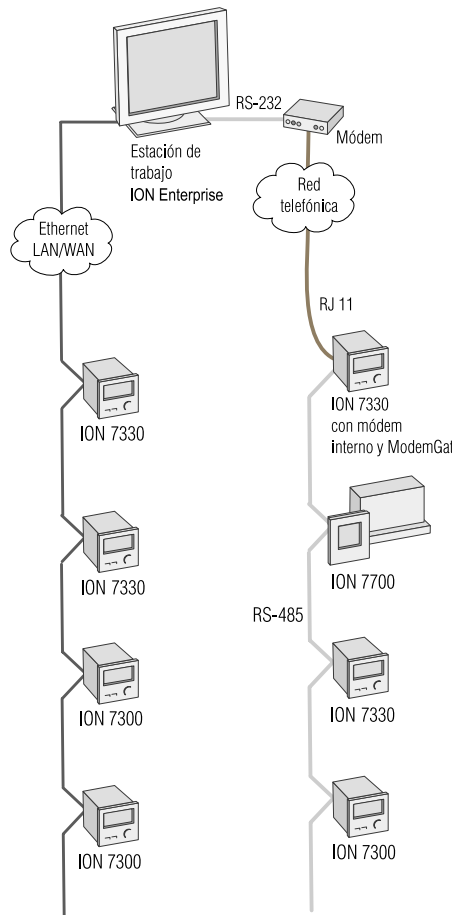 RS-232
Módem
Estación de
trabajo
ION Enterprise
Red
telefónica
Ethernet
LAN/WAN
RJ 11
ION 7330
ION 7330
con módem
interno y ModemGat
ION 7330
ION 7700
RS-485
ION 7300
ION 7330
ION 7300
ION 7300